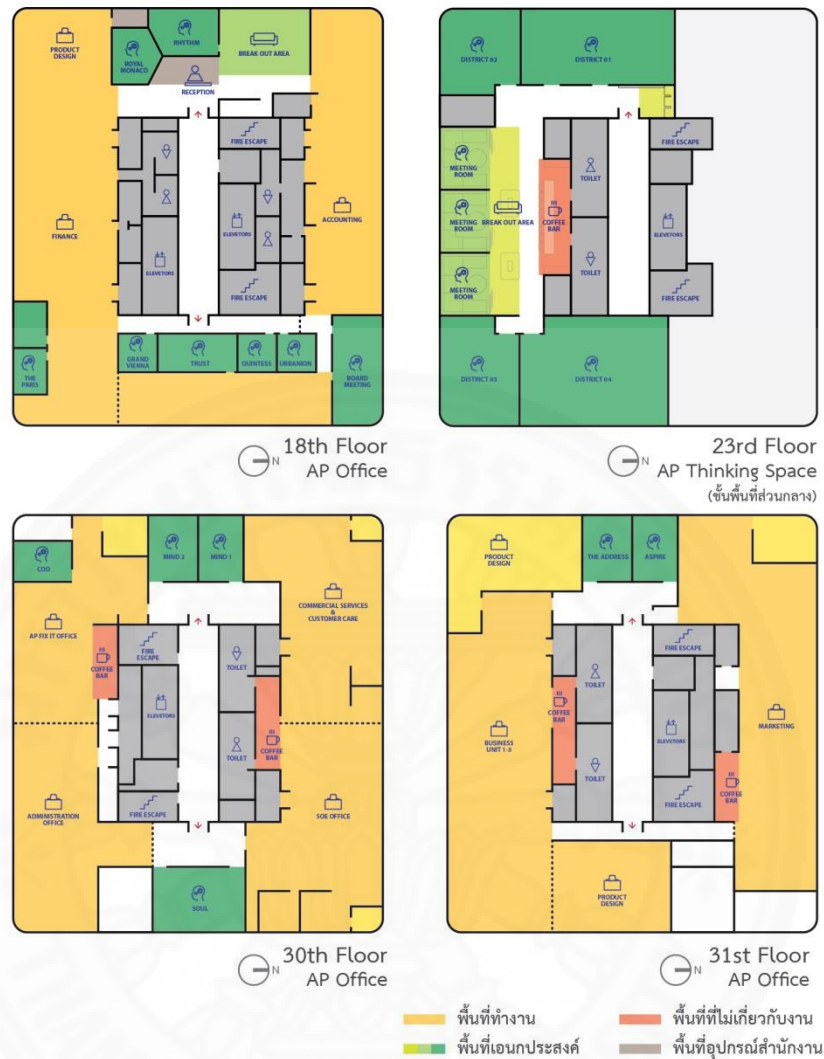 PRODUCT
DESIGN
RHYTHM
ROYAL
MONACO
BREAK OUT AREA
RECEPTION
FIRE ESCAPE
FINANCE
ELEVETORS
ELEVETORS
ACCOUNTING
FIRE ESCAPE
GRAND
VIENNA
TRUST
QUINTESS
URBANION
THE
PARIS
BOARD
MEETING
N
18th Floor
AP Office
DISTRICT 02
DISTRICT 01
FIRE ESCAPE
MEETING
ROOM
TOILET
MEETING
ROOM
BREAK OUT AREA
COFFEE
BAR
ELEVETORS
MEETING
ROOM
TOILET
FIRE ESCAPE
DISTRICT 03
DISTRICT 04
N
23rd Floor
AP Thinking Space
(ชั้นพื้นที่ส่วนกลาง)
COO
MIND 2
MIND 1
COMMERCIAL SERVICES
&
CUSTOMER CARE
AP FIX IT OFFICE
FIRE
ESCAPE
COFFEE
BAR
TOILET
ELEVETORS
COFFEE
BAR
TOILET
ADMINISTRATION
OFFICE
FIRE ESCAPE
SOE OFFICE
SOUL
N
30th Floor
AP Office
PRODUCT
DESIGN
THE ADDRESS
ASPIRE
FIRE ESCAPE
TOILET
COFFEE
BAR
BUSINESS
UNIT 1-3
ELEVETORS
MARKETING
TOILET
COFFEE
BAR
FIRE ESCAPE
PRODUCT
DESIGN
N
31st Floor
AP Office
พื้นที่ทำงาน
พื้นที่ที่ไม่เกี่ยวกับงาน
พื้นที่เอนกประสงค์
พื้นที่อุปกรณ์สำนักงาน